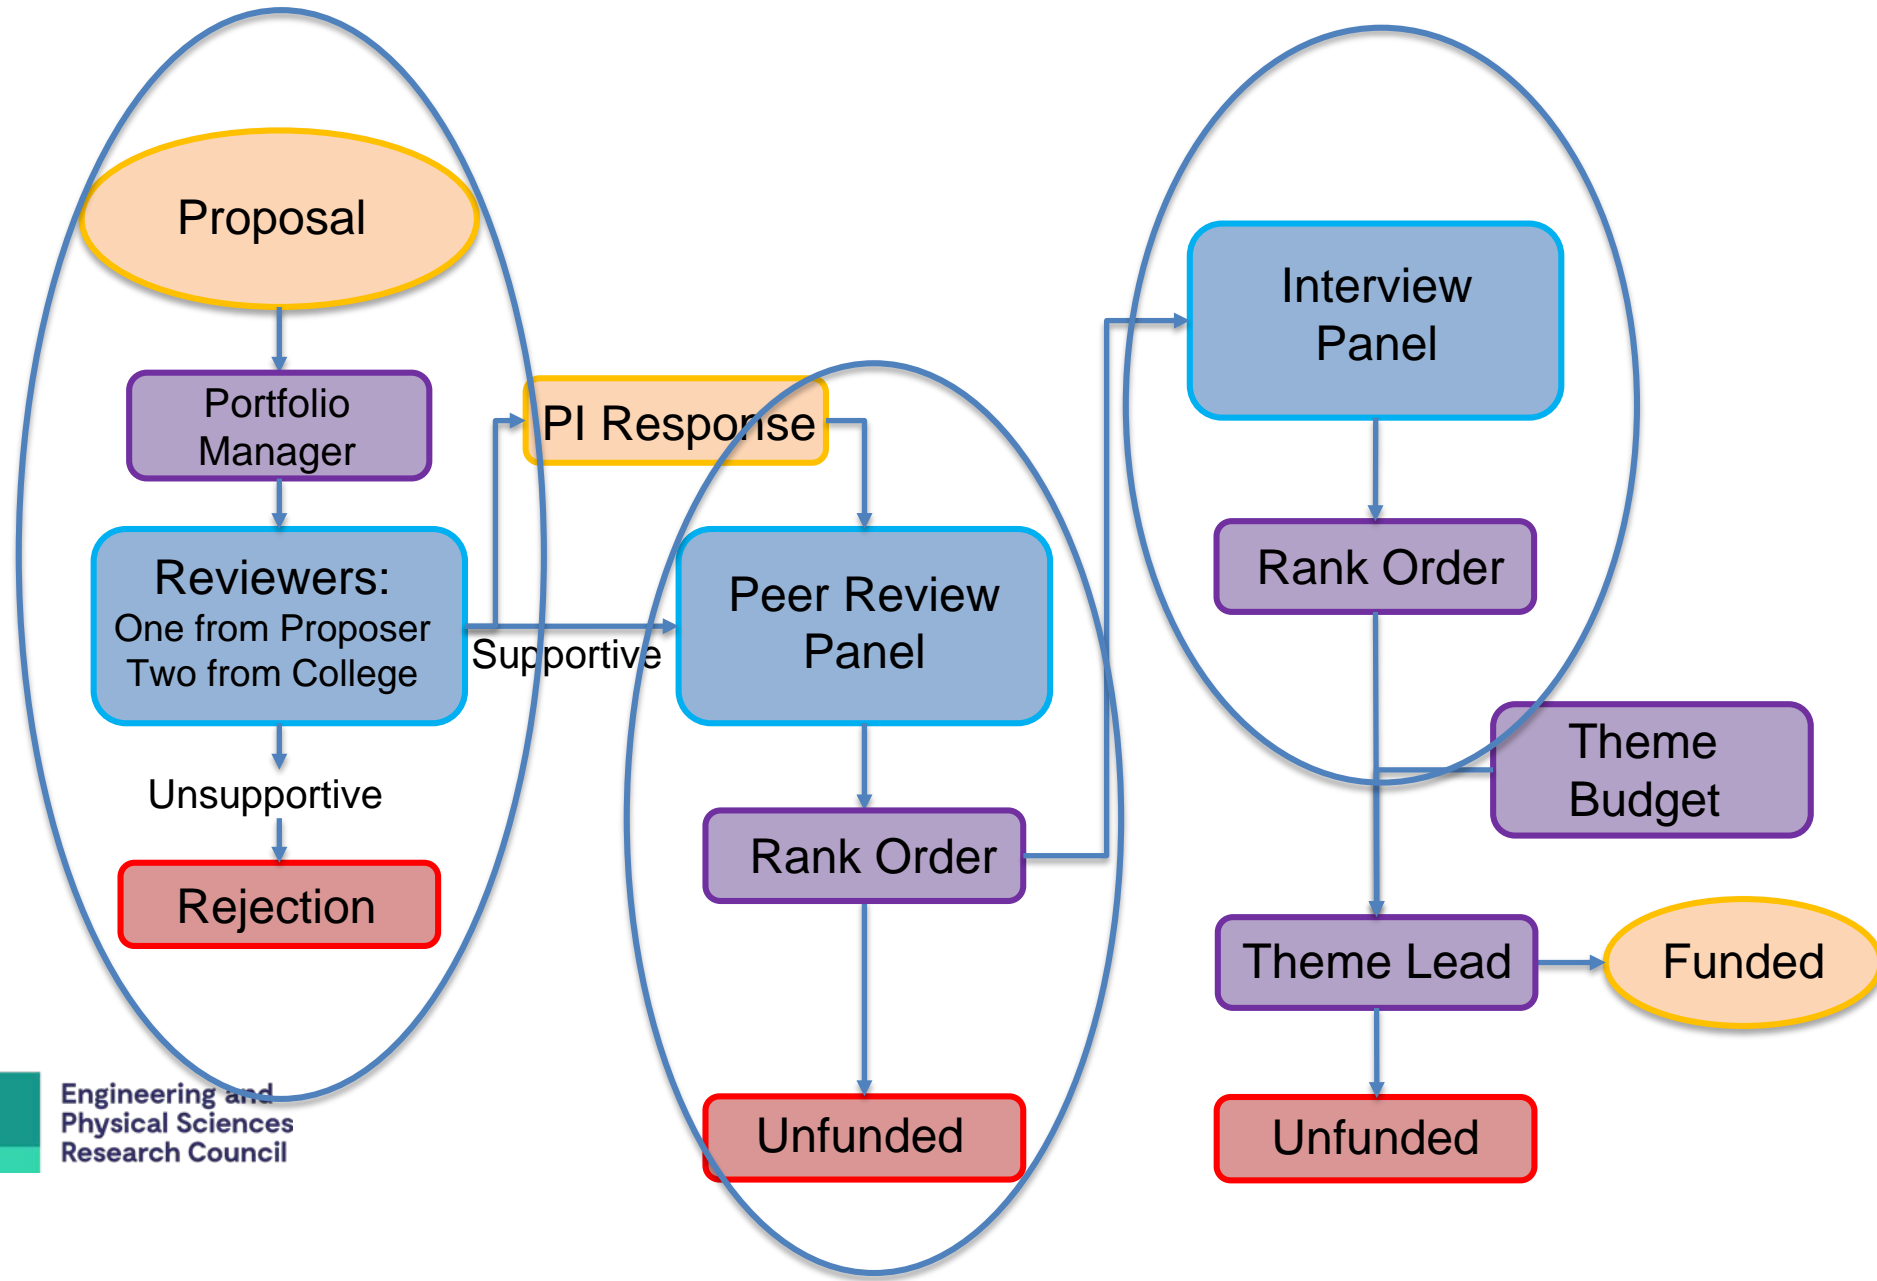 Proposal
Portfolio
Manager
Reviewers:
One from Proposer
Two from College
Unsupportive
Rejection
Supportive
PI Response
Peer Review
Panel
Rank Order
Unfunded
Interview
Panel
Rank Order
Theme
Budget
Theme Lead
Funded
Unfunded
Engineering and
Physical Sciences
Research Council